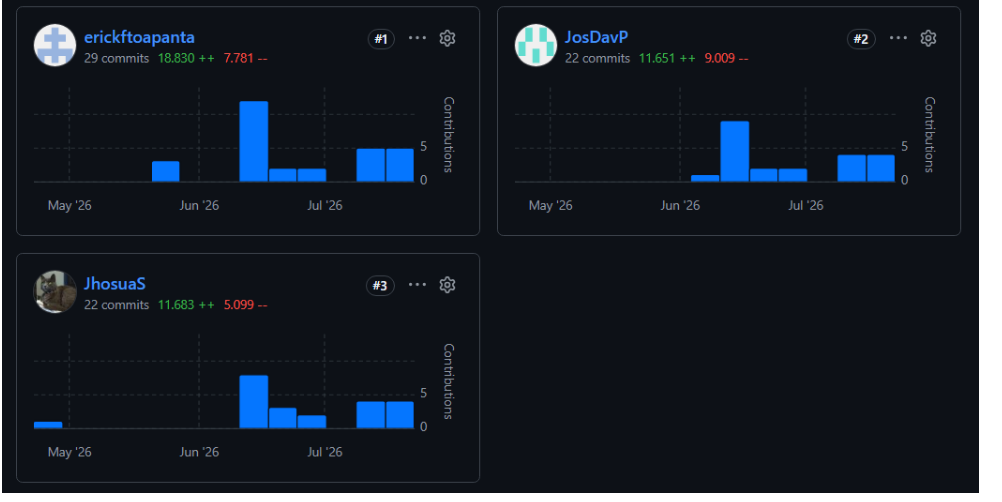 erickftoapanta #1 ···
29 commits 18.830 ++ 7.781 --
Contributions
5
0
May '26 Jun '26 Jul '26
JosDavP #2 ···
22 commits 11.651 ++ 9.009 --
Contributions
5
0
May '26 Jun '26 Jul '26
JhosuaS #3 ···
22 commits 11.683 ++ 5.099 --
Contributions
5
0
May '26 Jun '26 Jul '26